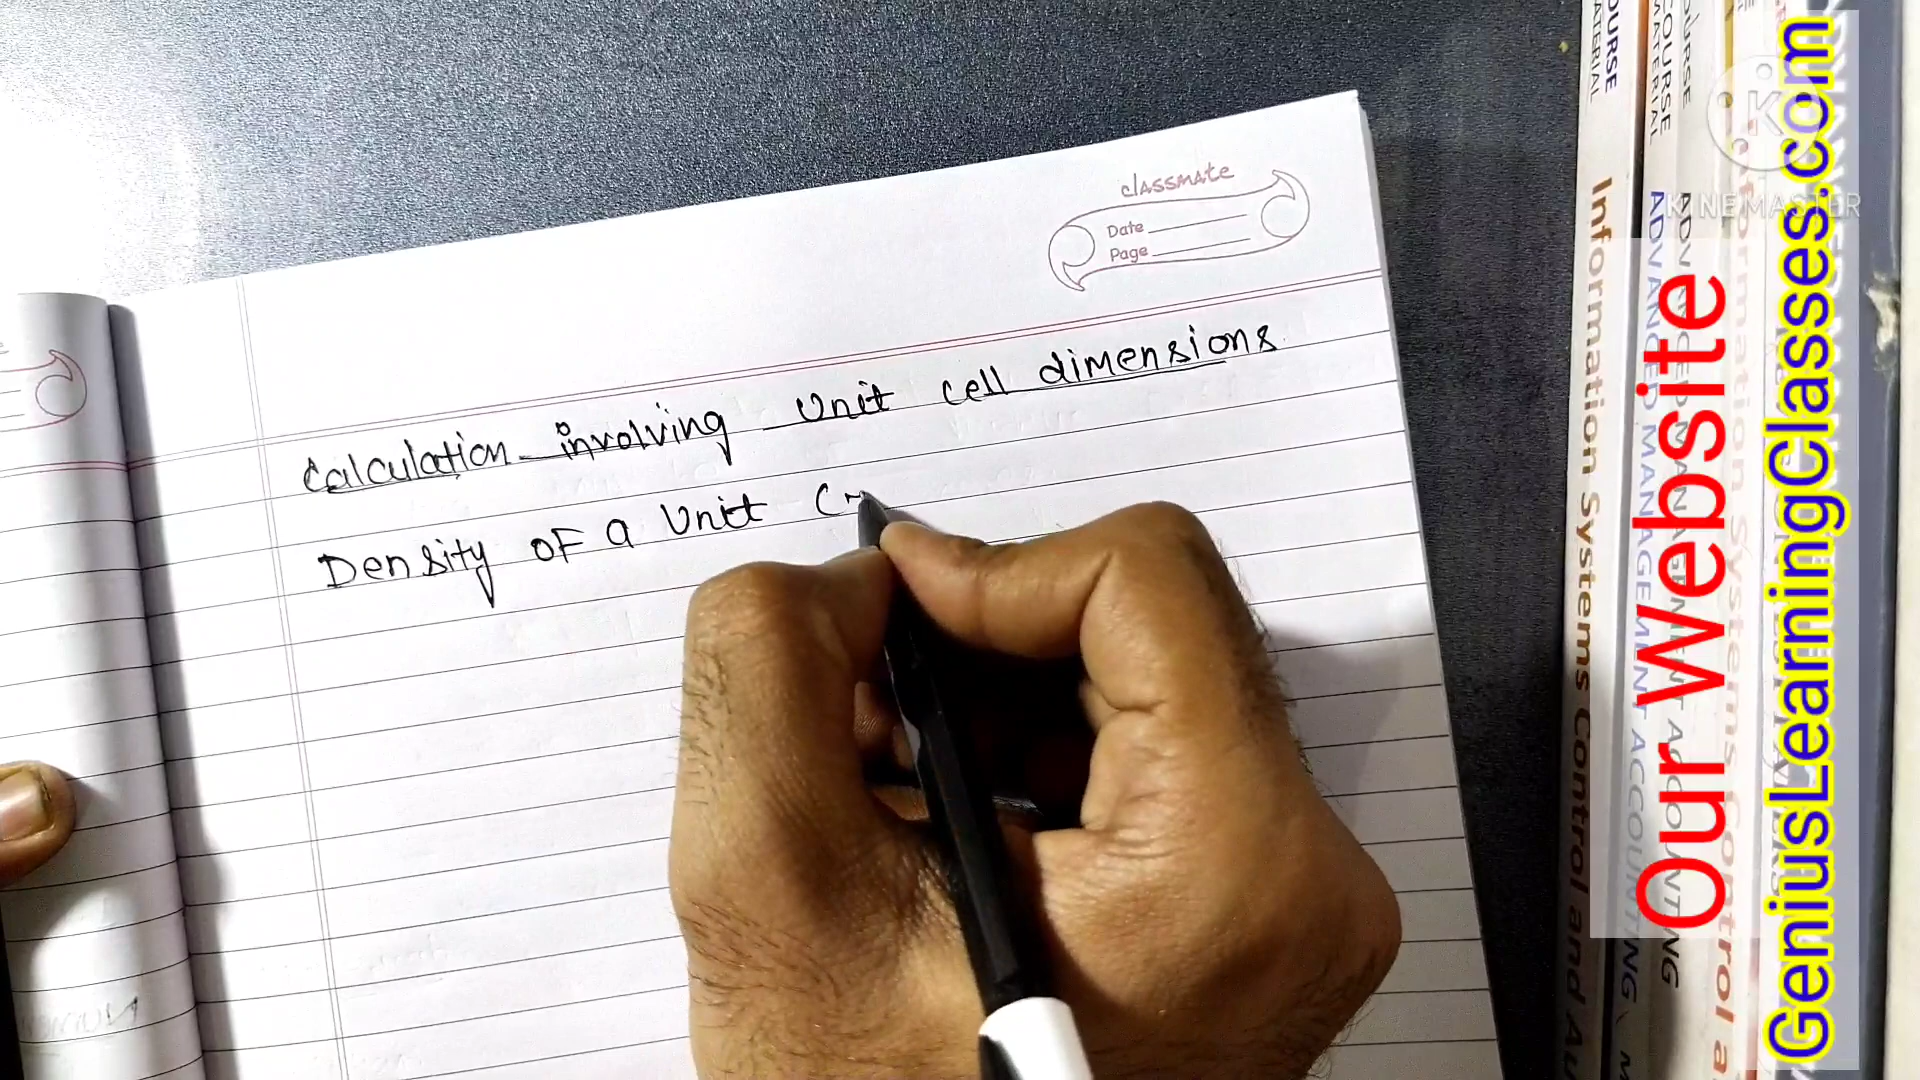 classmate
Date
Page
Calculation involving Unit cell dimensions
Density of a Unit
Our Website
GeniusLearningClasses.com
KINEMASTER
Information Systems Control and
ADVANCED MANAGEMENT ACCOUNTING
COURSE
MATERIAL